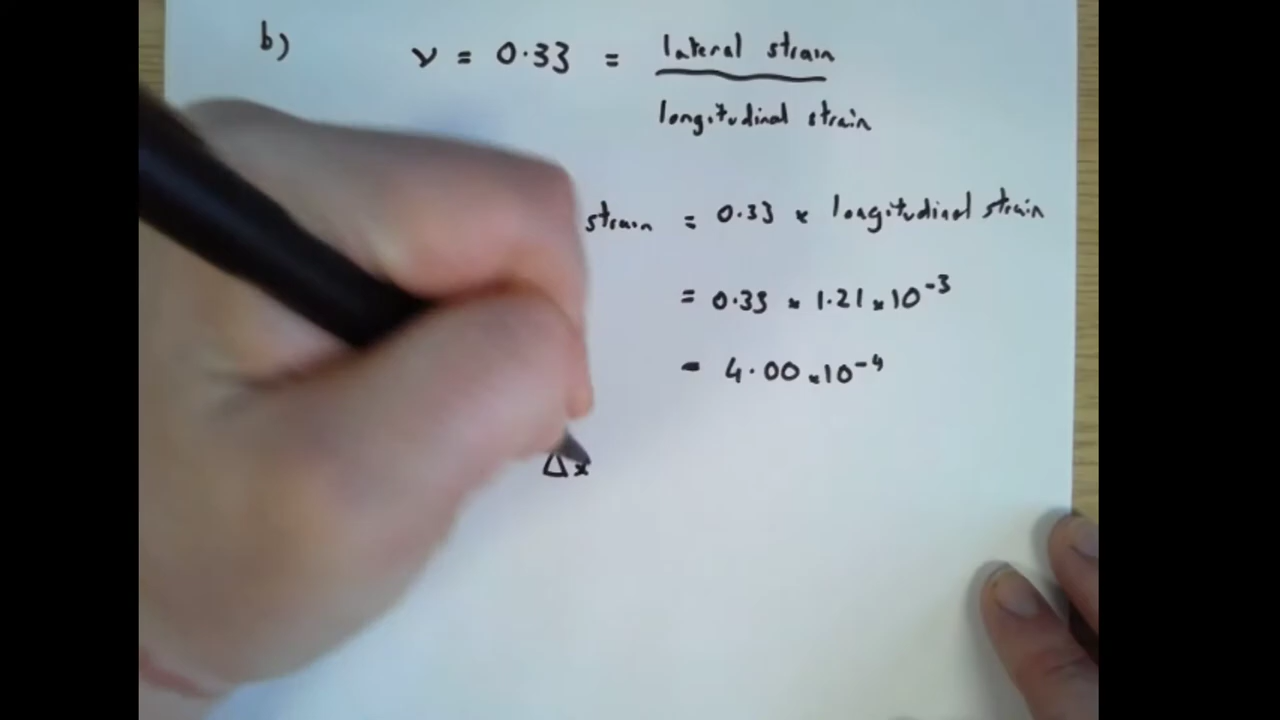 b) ν = 0.33 = lateral strain
longitudinal strain
strain = 0.33 × longitudinal strain
= 0.33 × 1.21 × 10⁻³
= 4.00 × 10⁻⁴
Δx